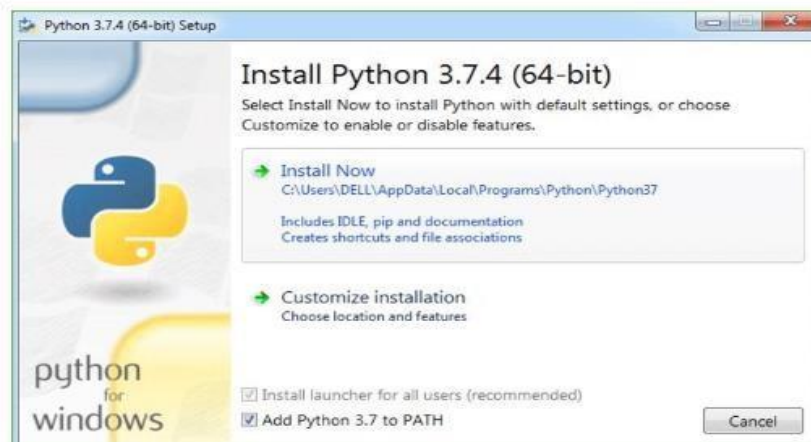 Python 3.7.4 (64-bit) Setup
Install Python 3.7.4 (64-bit)
Select Install Now to install Python with default settings, or choose
Customize to enable or disable features.
Install Now
C:\Users\DELL\AppData\Local\Programs\Python\Python37
Includes IDLE, pip and documentation
Creates shortcuts and file associations
Customize installation
Choose location and features
Install launcher for all users (recommended)
Add Python 3.7 to PATH
Cancel
python
for
windows